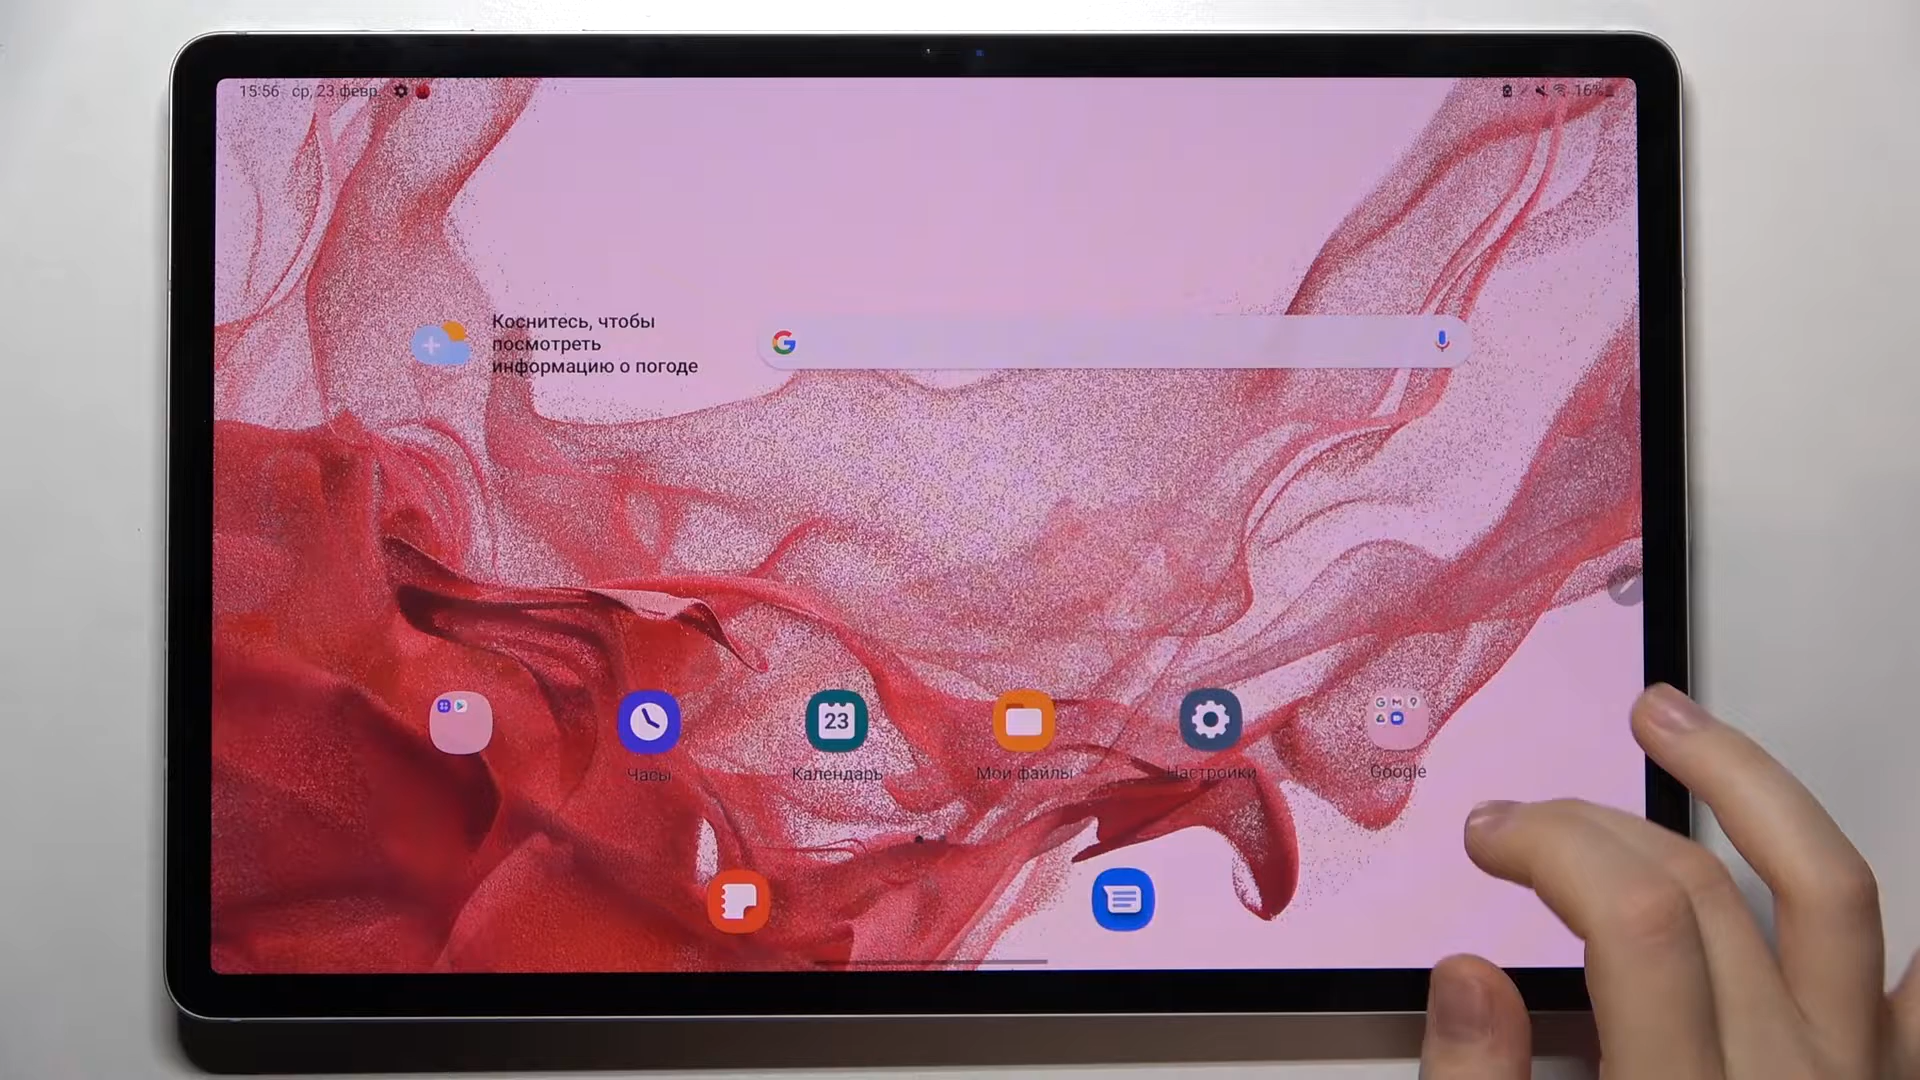 15:56 ср, 23 февр.
16%
Коснитесь, чтобы
посмотреть
информацию о погоде
G
23
Часы
Календарь
Мои файлы
Настройки
Google